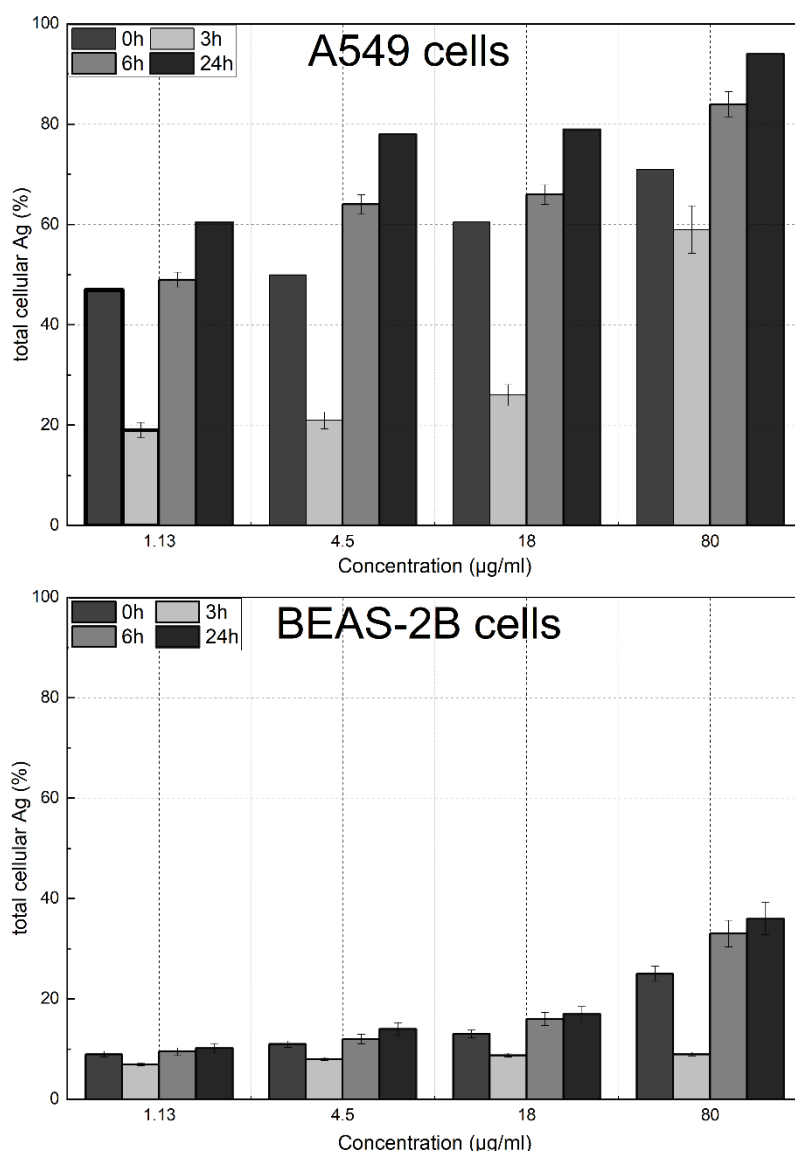 100
80
60
40
20
0
total cellular Ag (%)
0h 3h
6h 24h
A549 cells
1.13 4.5 18 80
Concentration (µg/ml)
100
80
60
40
20
0
total cellular Ag (%)
0h 3h
6h 24h
BEAS-2B cells
1.13 4.5 18 80
Concentration (µg/ml)